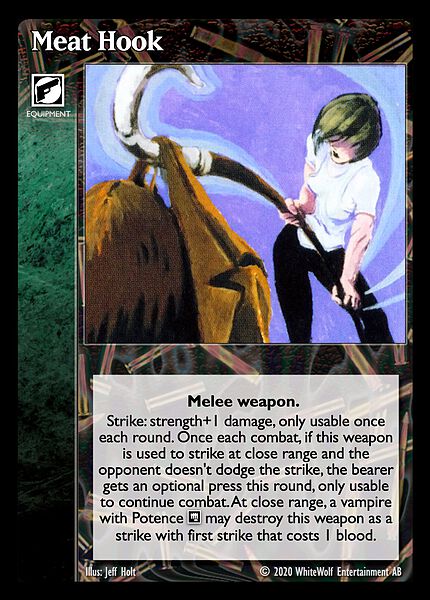 Meat Hook
EQUIPMENT
Melee weapon.
Strike: strength+1 damage, only usable once
each round. Once each combat, if this weapon
is used to strike at close range and the
opponent doesn't dodge the strike, the bearer
gets an optional press this round, only usable
to continue combat. At close range, a vampire
with Potence may destroy this weapon as a
strike with first strike that costs 1 blood.
Illus: Jeff Holt
© 2020 WhiteWolf Entertainment AB